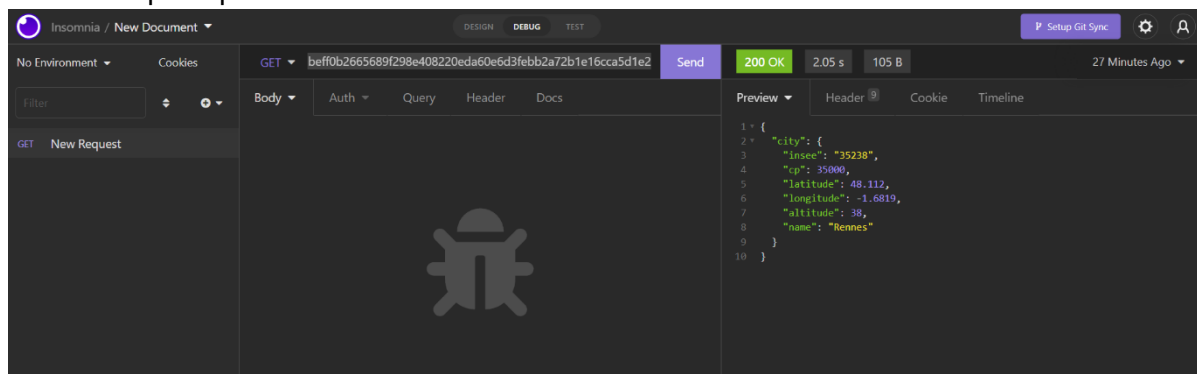 Insomnia / New Document
DESIGN DEBUG TEST
Setup Git Sync
No Environment Cookies
GET beff0b2665689f298e408220eda60e6d3febb2a72b1e16cca5d1e2 Send
200 OK 2.05 s 105 B 27 Minutes Ago
Filter
Body Auth Query Header Docs
Preview Header 9 Cookie Timeline
GET New Request
1 {
2 "city": {
3 "insee": "35238",
4 "cp": 35000,
5 "latitude": 48.112,
6 "longitude": -1.6819,
7 "altitude": 38,
8 "name": "Rennes"
9 }
10 }